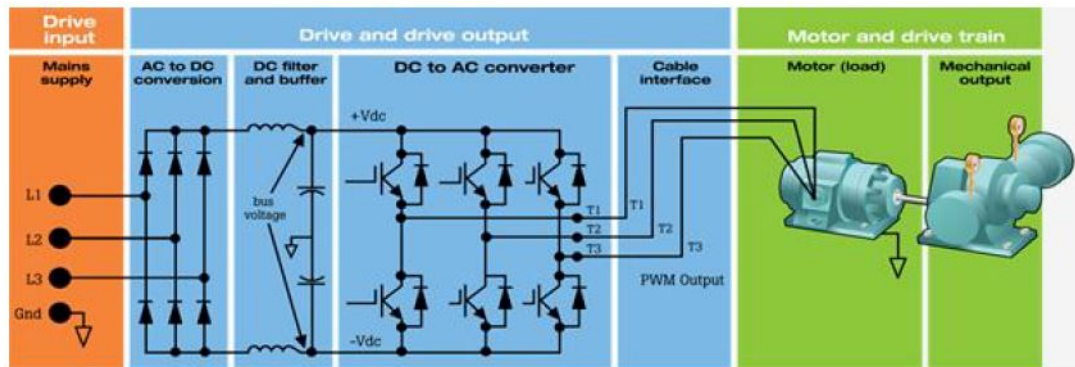 Drive
input
Drive and drive output
Motor and drive train
Mains
supply
AC to DC
conversion
DC filter
and buffer
DC to AC converter
Cable
interface
Motor (load)
Mechanical
output
+Vdc
L1
L2
L3
Gnd
bus
voltage
T1
T2
T3
T1
T2
T3
PWM Output
-Vdc